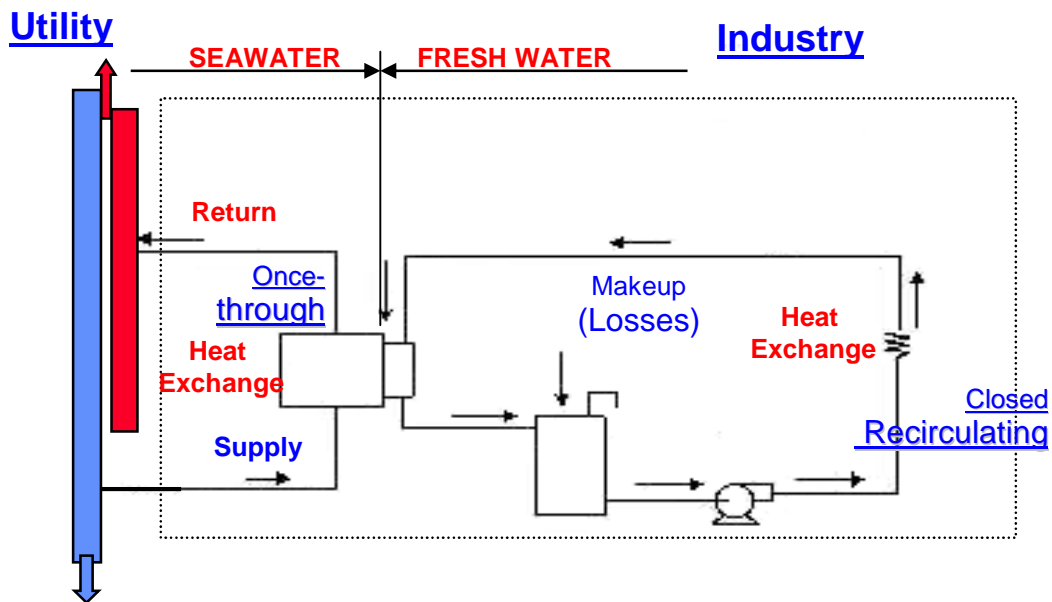 Utility
SEAWATER
FRESH WATER
Industry
Return
Once-
through
Makeup
(Losses)
Heat
Exchange
Heat
Exchange
Closed
Recirculating
Supply